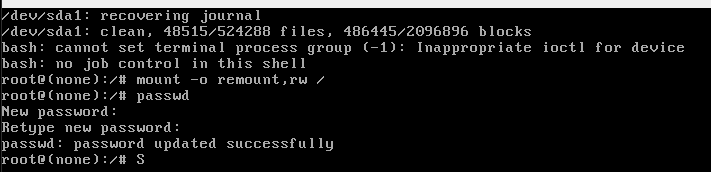 /dev/sda1: recovering journal
/dev/sda1: clean, 48515/524288 files, 486445/2096896 blocks
bash: cannot set terminal process group (-1): Inappropriate ioctl for device
bash: no job control in this shell
root@(none):/# mount -o remount,rw /
root@(none):/# passwd
New password:
Retype new password:
passwd: password updated successfully
root@(none):/# S